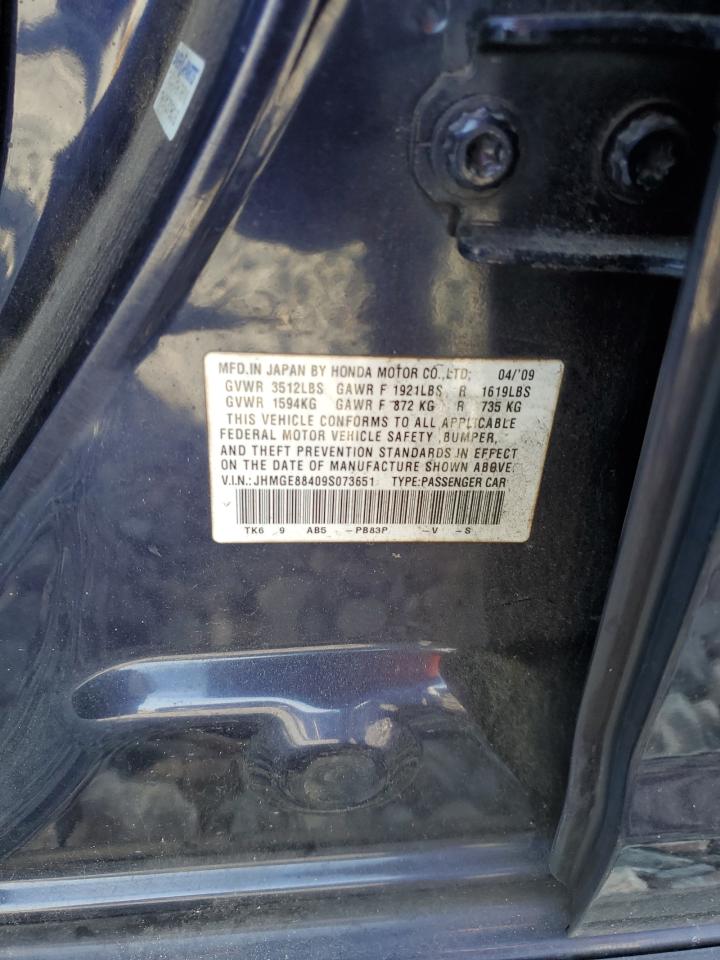 MFD.IN JAPAN BY HONDA MOTOR CO.,LTD; 04/'09
GVWR 3512LBS GAWR F 1921LBS R 1619LBS
GVWR 1594KG GAWR F 872 KG R 735 KG
THIS VEHICLE CONFORMS TO ALL APPLICABLE
FEDERAL MOTOR VEHICLE SAFETY, BUMPER,
AND THEFT PREVENTION STANDARDS IN EFFECT
ON THE DATE OF MANUFACTURE SHOWN ABOVE.
V.I.N.:JHMGE88409S073651 TYPE:PASSENGER CAR
TK6 9 AB5 --PB83P --V --S